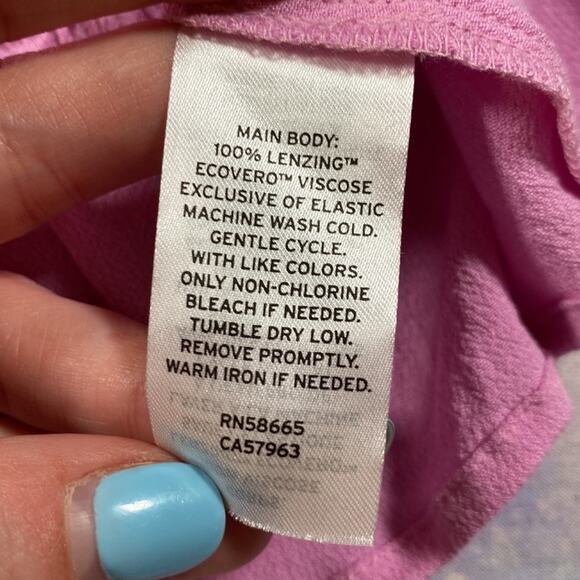 MAIN BODY:
100% LENZING™
ECOVERO™ VISCOSE
EXCLUSIVE OF ELASTIC
MACHINE WASH COLD.
GENTLE CYCLE.
WITH LIKE COLORS.
ONLY NON-CHLORINE
BLEACH IF NEEDED.
TUMBLE DRY LOW.
REMOVE PROMPTLY.
WARM IRON IF NEEDED.
RN58665
CA57963